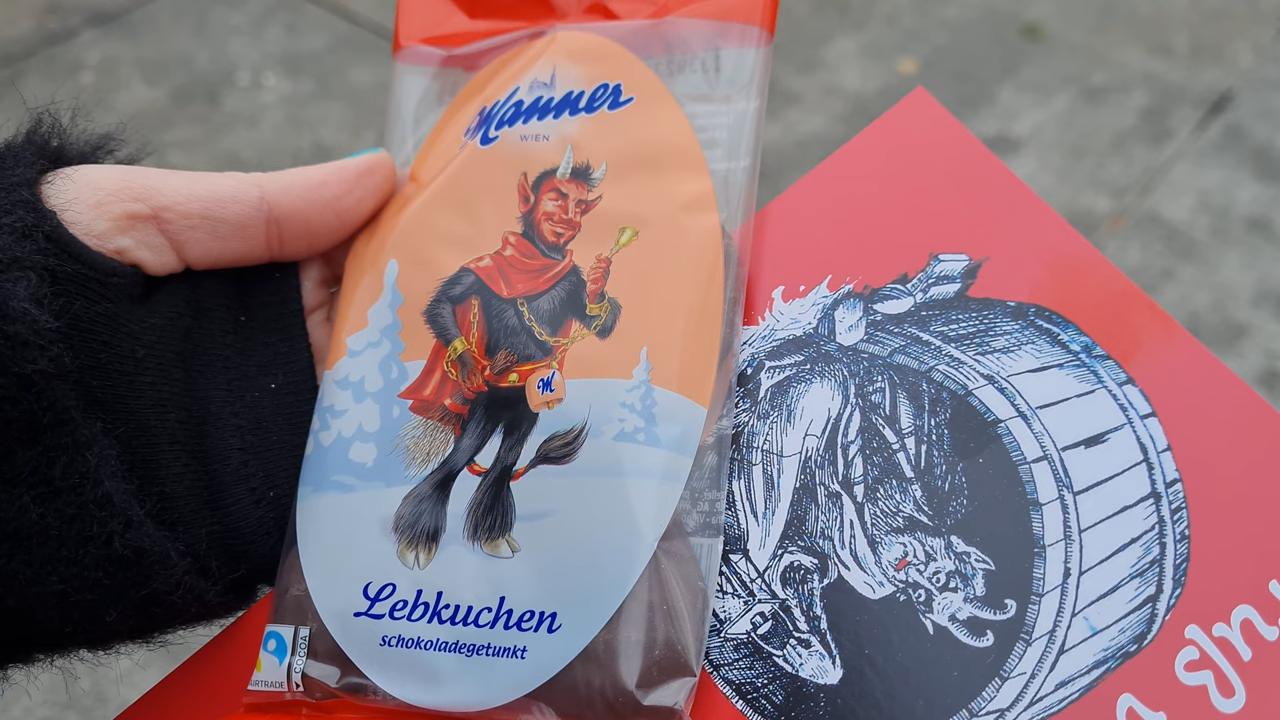 Manner
WIEN
M
Lebkuchen
schokoladegetunkt
COCOA